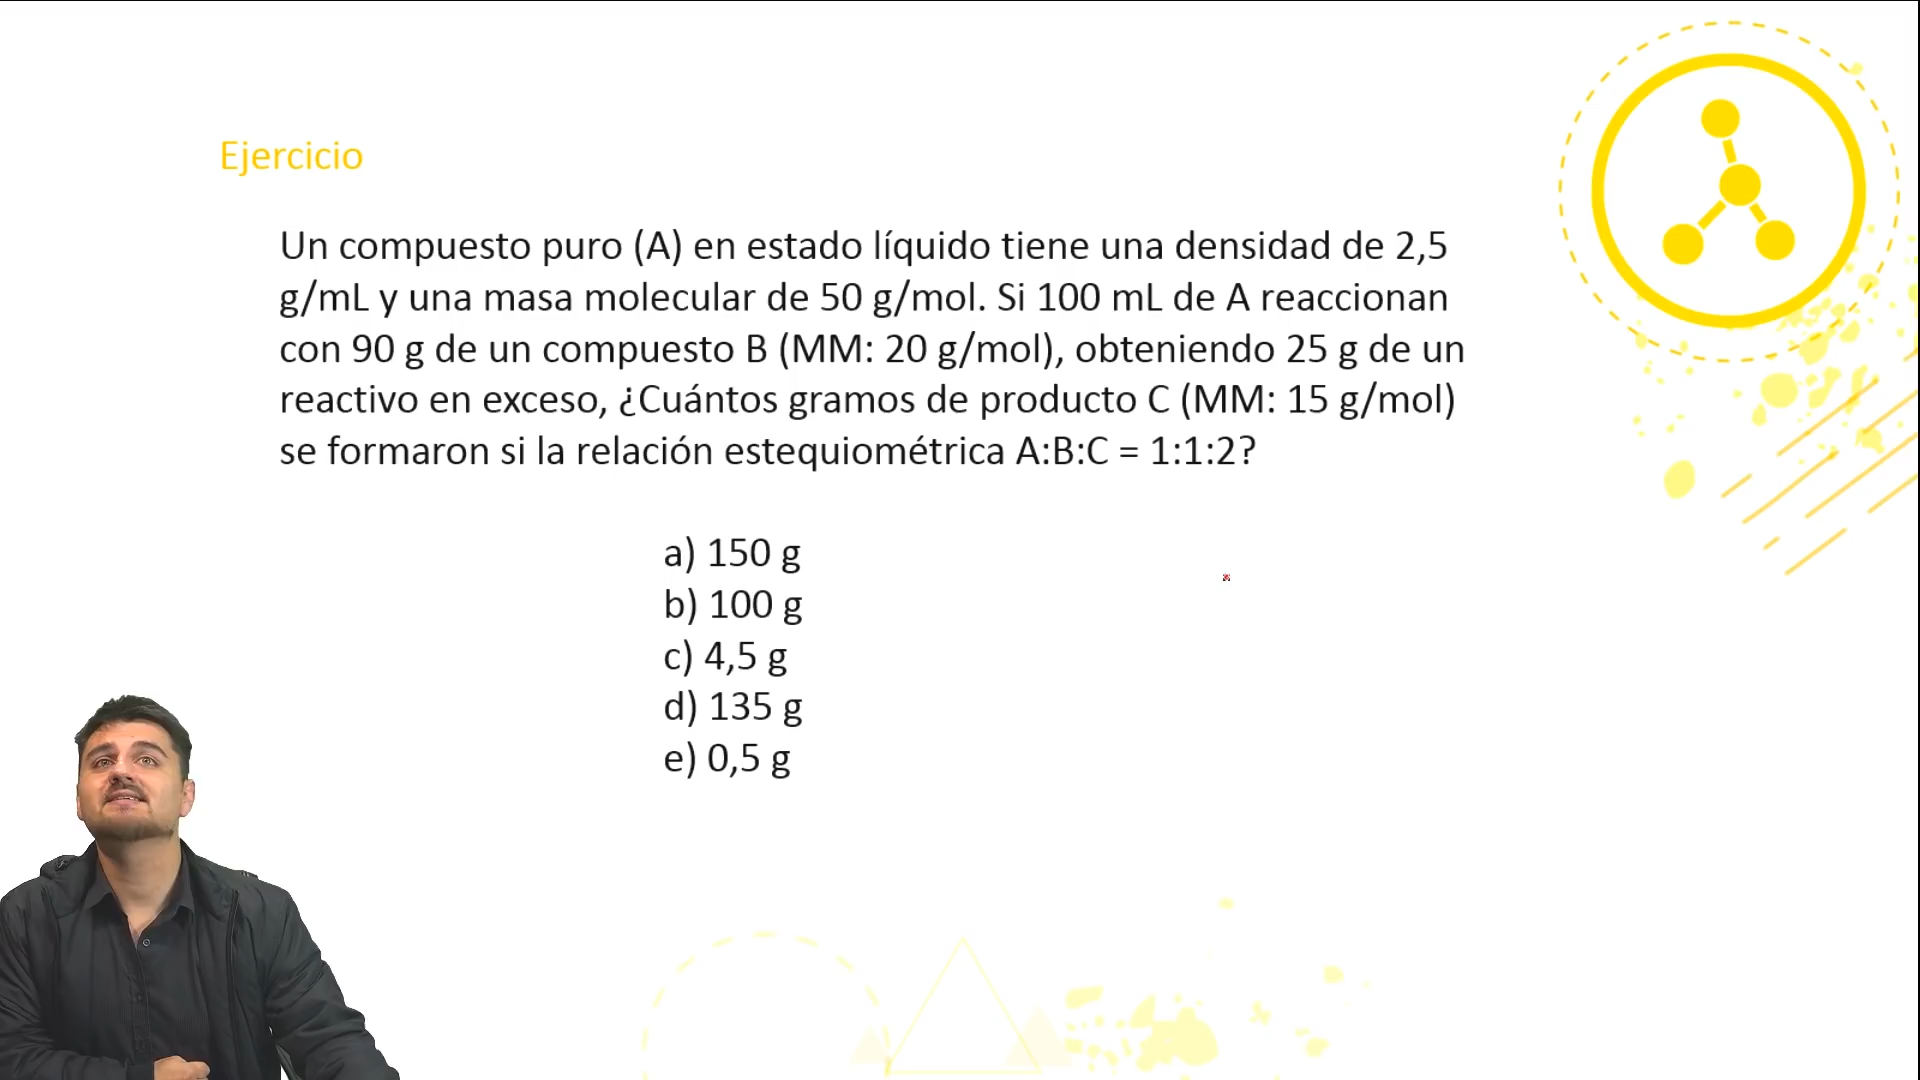 Ejercicio
Un compuesto puro (A) en estado líquido tiene una densidad de 2,5
g/mL y una masa molecular de 50 g/mol. Si 100 mL de A reaccionan
con 90 g de un compuesto B (MM: 20 g/mol), obteniendo 25 g de un
reactivo en exceso, ¿Cuántos gramos de producto C (MM: 15 g/mol)
se formaron si la relación estequiométrica A:B:C = 1:1:2?
a) 150 g
b) 100 g
c) 4,5 g
d) 135 g
e) 0,5 g